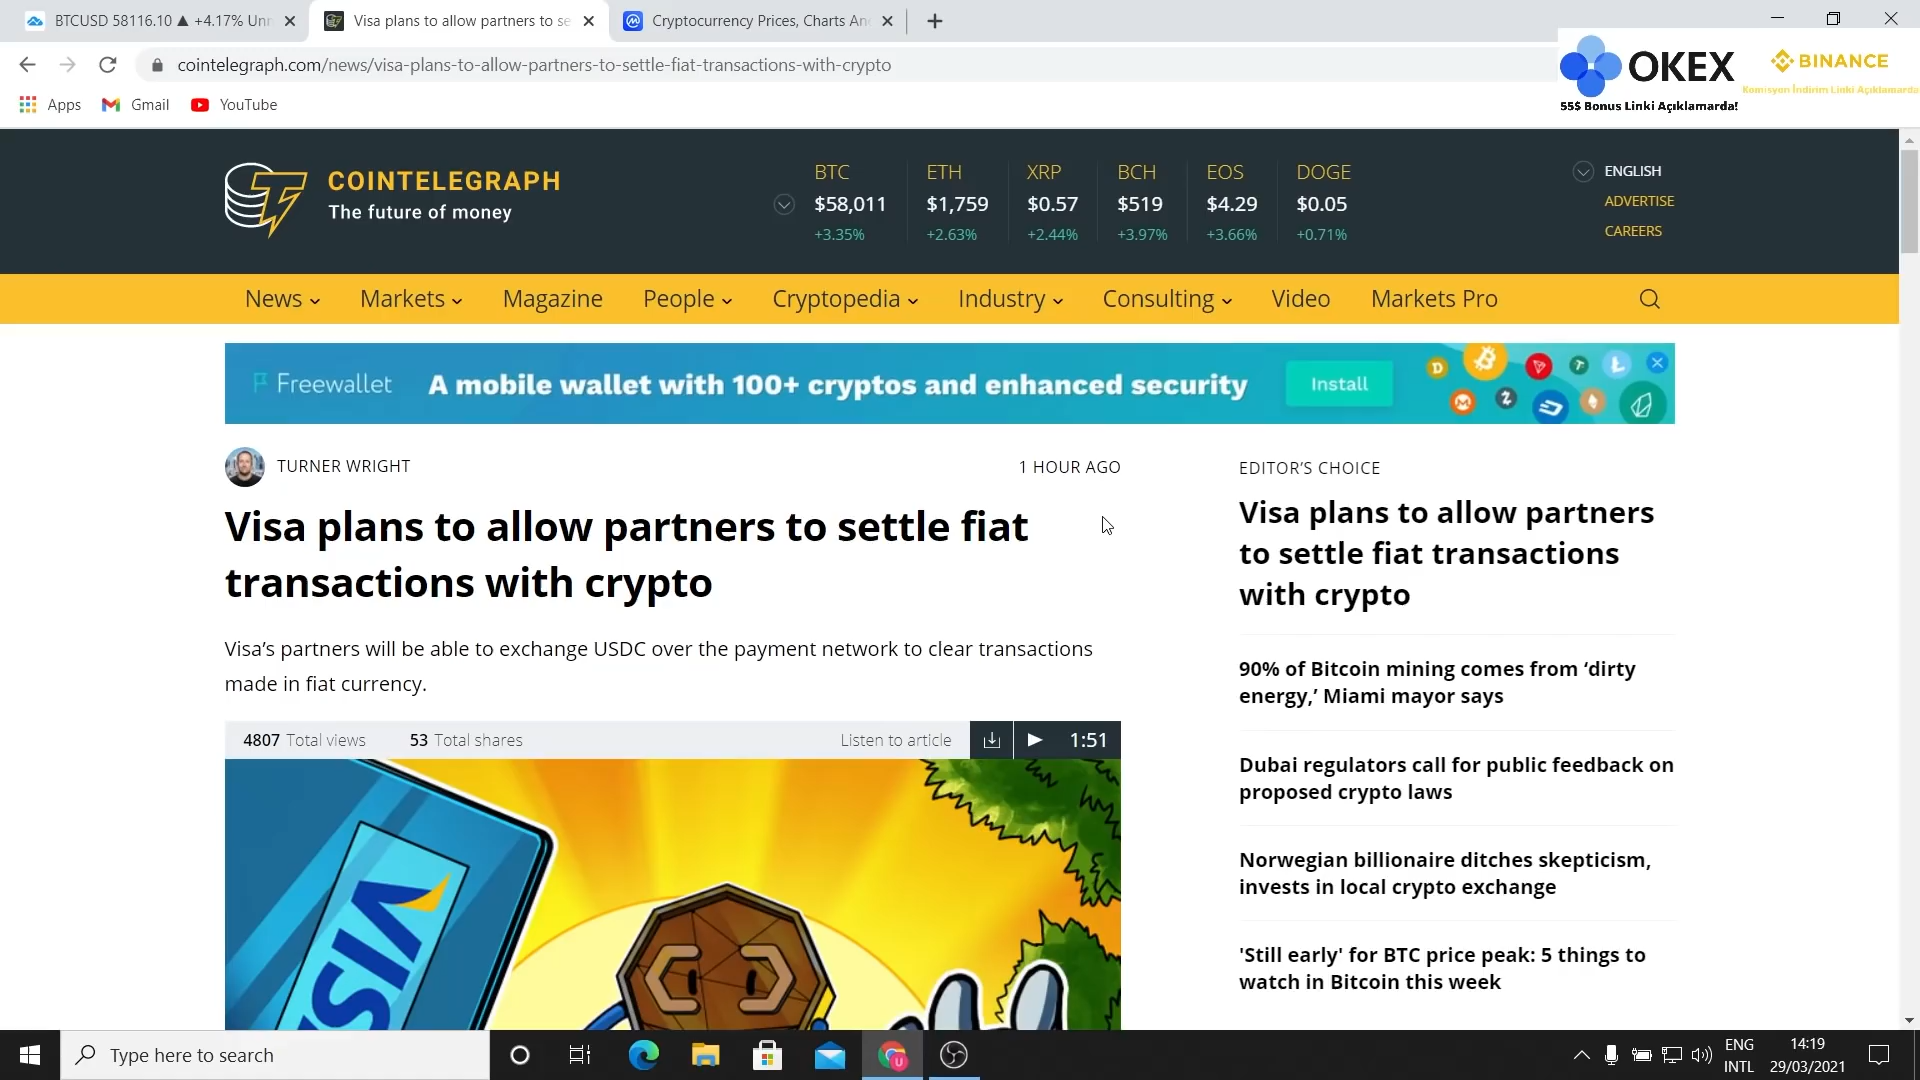 BTCUSD 58116.10 ▲ +4.17% Unn
Visa plans to allow partners to se
Cryptocurrency Prices, Charts An
cointelegraph.com/news/visa-plans-to-allow-partners-to-settle-fiat-transactions-with-crypto
OKEX
55$ Bonus Linki Açıklamarda!
BINANCE
Komisyon İndirim Linki Açıklamarda
Apps
Gmail
YouTube
COINTELEGRAPH
The future of money
BTC
$58,011
+3.35%
ETH
$1,759
+2.63%
XRP
$0.57
+2.44%
BCH
$519
+3.97%
EOS
$4.29
+3.66%
DOGE
$0.05
+0.71%
ENGLISH
ADVERTISE
CAREERS
News
Markets
Magazine
People
Cryptopedia
Industry
Consulting
Video
Markets Pro
Freewallet
A mobile wallet with 100+ cryptos and enhanced security
Install
TURNER WRIGHT
1 HOUR AGO
Visa plans to allow partners to settle fiat
transactions with crypto
Visa’s partners will be able to exchange USDC over the payment network to clear transactions
made in fiat currency.
4807 Total views
53 Total shares
Listen to article
1:51
VISA
EDITOR’S CHOICE
Visa plans to allow partners
to settle fiat transactions
with crypto
90% of Bitcoin mining comes from ‘dirty
energy,’ Miami mayor says
Dubai regulators call for public feedback on
proposed crypto laws
Norwegian billionaire ditches skepticism,
invests in local crypto exchange
'Still early' for BTC price peak: 5 things to
watch in Bitcoin this week
Type here to search
ENG
INTL
14:19
29/03/2021